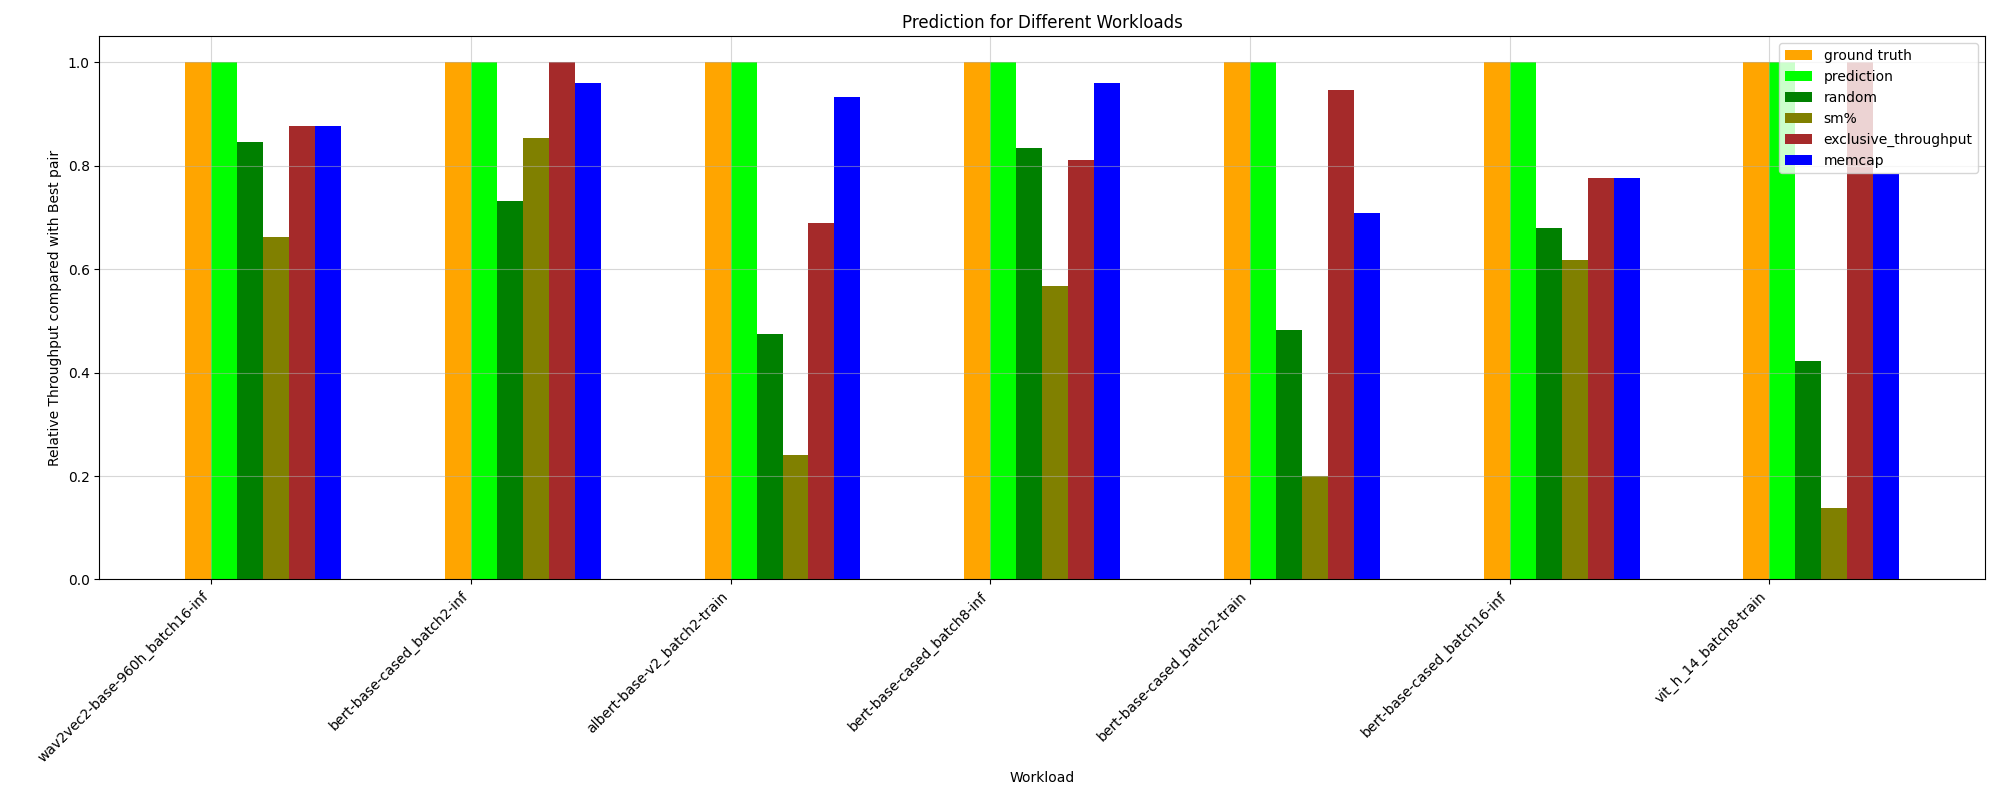 Prediction for Different Workloads
ground truth
prediction
random
sm%
exclusive_throughput
memcap
Relative Throughput compared with Best pair
1.0
0.8
0.6
0.4
0.2
0.0
wav2vec2-base-960h_batch16-inf
bert-base-cased_batch2-inf
albert-base-v2_batch2-train
bert-base-cased_batch8-inf
bert-base-cased_batch2-train
bert-base-cased_batch16-inf
vit_h_14_batch8-train
Workload